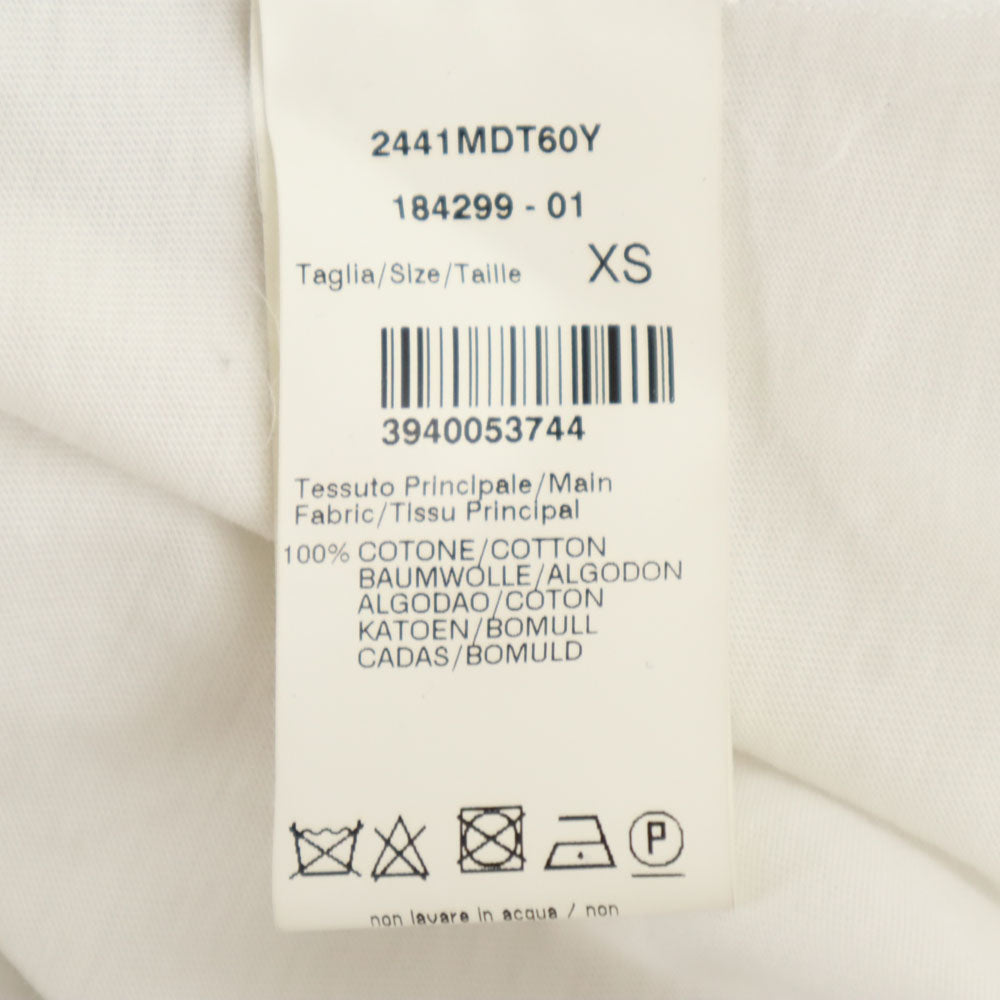 2441MDT60Y
184299 - 01
Taglia/Size/Taille XS
3940053744
Tessuto Principale/Main
Fabric/Tissu Principal
100% COTONE/COTTON
BAUMWOLLE/ALGODON
ALGODAO/COTON
KATOEN/BOMULL
CADAS/BOMULD
P
non lavare in acqua / non